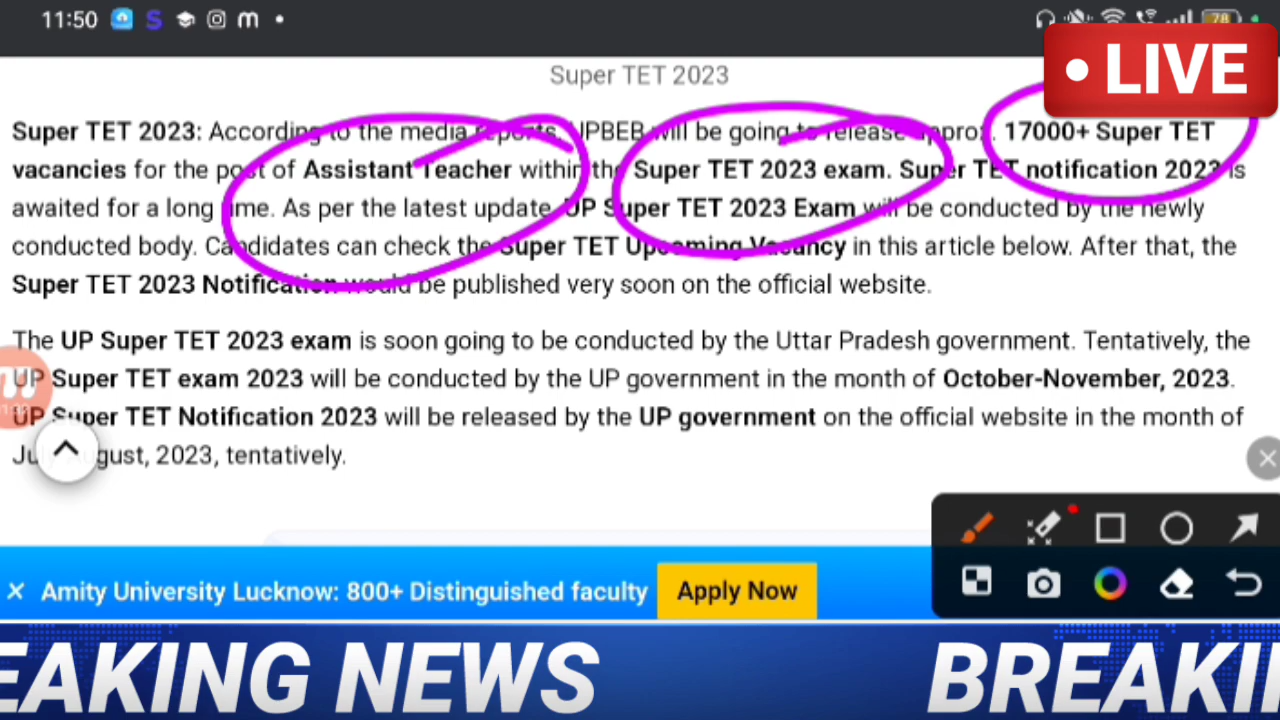 11:50
78
LIVE
Super TET 2023
Super TET 2023: According to the media reports, UPBEB will be going to release approx. 17000+ Super TET
vacancies for the post of Assistant Teacher within the Super TET 2023 exam. Super TET notification 2023 is
awaited for a long time. As per the latest update, UP Super TET 2023 Exam will be conducted by the newly
conducted body. Candidates can check the Super TET Upcoming Vacancy in this article below. After that, the
Super TET 2023 Notification would be published very soon on the official website.
The UP Super TET 2023 exam is soon going to be conducted by the Uttar Pradesh government. Tentatively, the
UP Super TET exam 2023 will be conducted by the UP government in the month of October-November, 2023.
UP Super TET Notification 2023 will be released by the UP government on the official website in the month of
gust, 2023, tentatively.
Amity University Lucknow: 800+ Distinguished faculty Apply Now
EAKING NEWS BREAKI